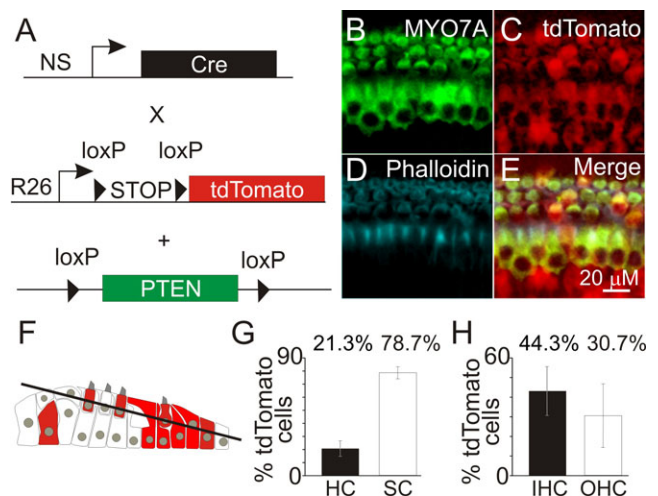 A
NS
Cre
X
loxP loxP
R26
STOP
tdTomato
+
loxP loxP
PTEN
B MYO7A
C tdTomato
D Phalloidin
E Merge
20 µM
F
G
21.3% 78.7%
90
0
% tdTomato
cells
HC SC
H
44.3% 30.7%
60
0
% tdTomato
cells
IHC OHC